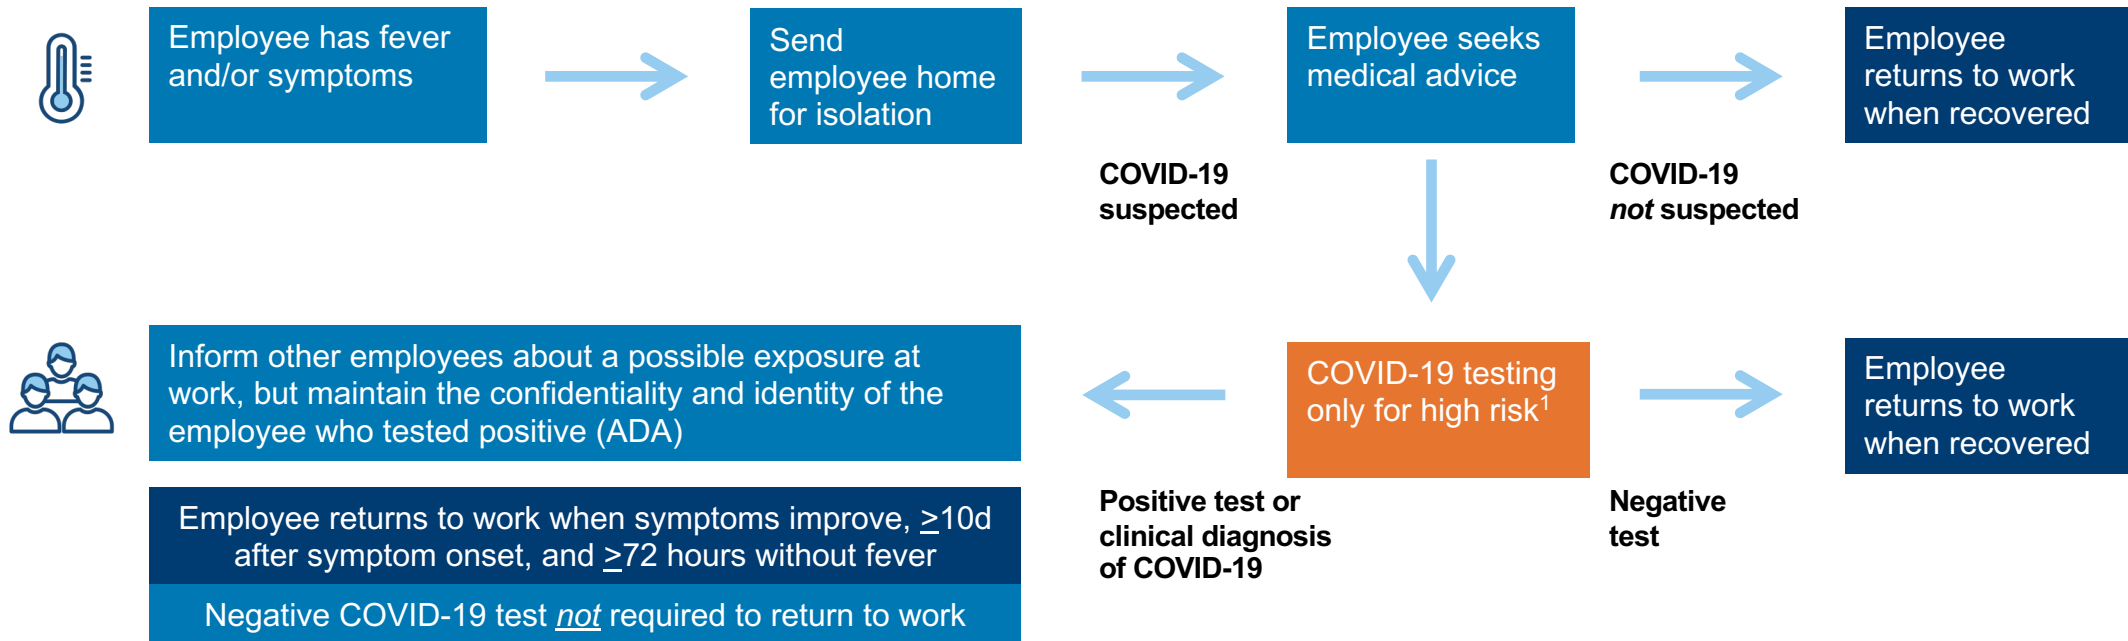 Employee has fever
and/or symptoms
Send
employee home
for isolation
Employee seeks
medical advice
Employee
returns to work
when recovered
COVID-19
suspected
COVID-19
not suspected
Inform other employees about a possible exposure at
work, but maintain the confidentiality and identity of the
employee who tested positive (ADA)
COVID-19 testing
only for high risk¹
Employee
returns to work
when recovered
Employee returns to work when symptoms improve, ≥10d
after symptom onset, and ≥72 hours without fever
Negative COVID-19 test not required to return to work
Positive test or
clinical diagnosis
of COVID-19
Negative
test